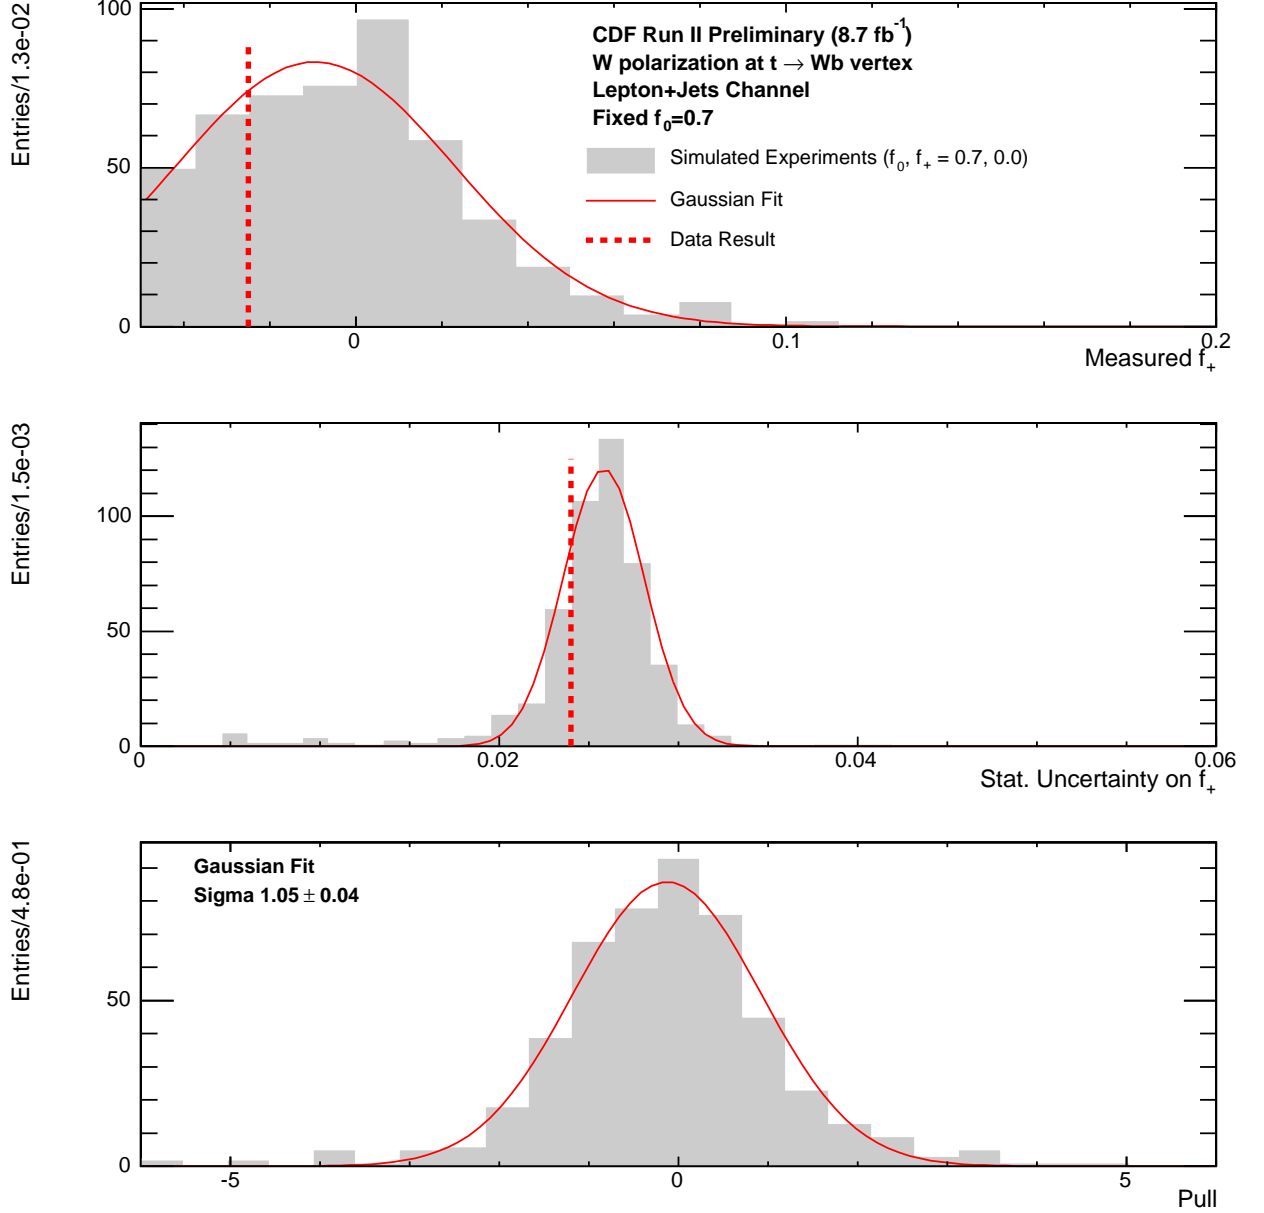 Entries/1.3e-02
100
50
0
CDF Run II Preliminary (8.7 fb⁻¹)
W polarization at t → Wb vertex
Lepton+Jets Channel
Fixed f₀=0.7
Simulated Experiments (f₀, f₊ = 0.7, 0.0)
Gaussian Fit
Data Result
0 0.1 0.2
Measured f₊
Entries/1.5e-03
100
50
0
0 0.02 0.04 0.06
Stat. Uncertainty on f₊
Entries/4.8e-01
Gaussian Fit
Sigma 1.05 ± 0.04
50
0
-5 0 5
Pull